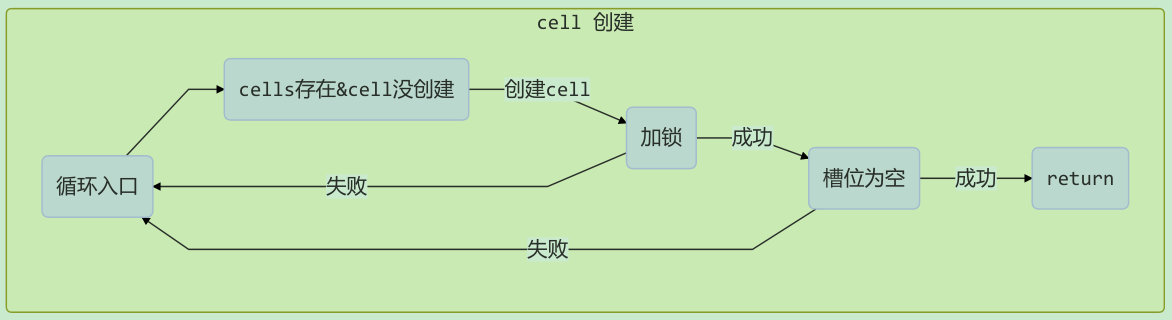 cell 创建
cells存在&cell没创建
创建cell
加锁
成功
循环入口
失败
槽位为空
成功
return
失败